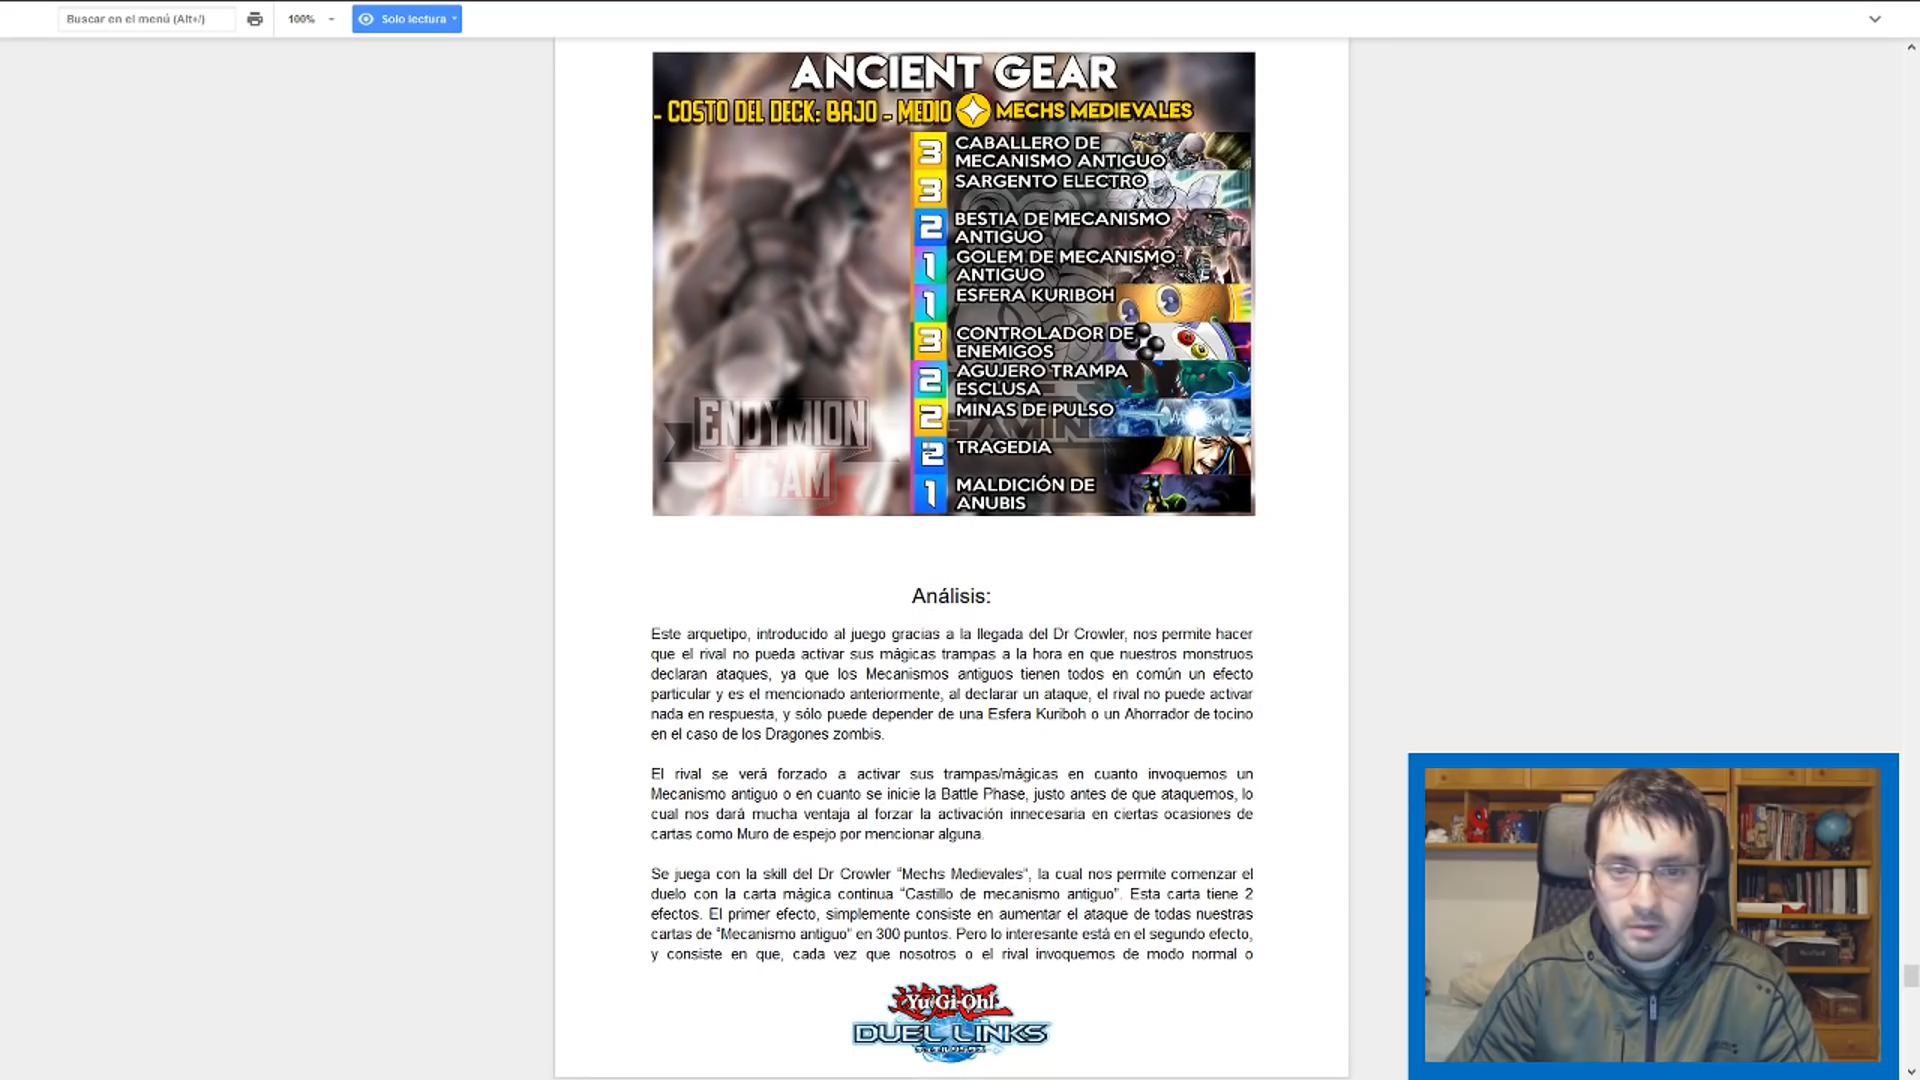 Buscar en el menú (Alt+/)
100%
Solo lectura
ANCIENT GEAR
- COSTO DEL DECK: BAJO - MEDIO MECHS MEDIEVALES
3 CABALLERO DE
MECANISMO ANTIGUO
3 SARGENTO ELECTRO
2 BESTIA DE MECANISMO
ANTIGUO
1 GOLEM DE MECANISMO
ANTIGUO
1 ESFERA KURIBOH
3 CONTROLADOR DE
ENEMIGOS
2 AGUJERO TRAMPA
ESCLUSA
2 MINAS DE PULSO
2 TRAGEDIA
1 MALDICIÓN DE
ANUBIS
ENDYMION
TEAM
GAMING
Análisis:
Este arquetipo, introducido al juego gracias a la llegada del Dr Crowler, nos permite hacer
que el rival no pueda activar sus mágicas trampas a la hora en que nuestros monstruos
declaran ataques, ya que los Mecanismos antiguos tienen todos en común un efecto
particular y es el mencionado anteriormente, al declarar un ataque, el rival no puede activar
nada en respuesta, y sólo puede depender de una Esfera Kuriboh o un Ahorrador de tocino
en el caso de los Dragones zombis.
El rival se verá forzado a activar sus trampas/mágicas en cuanto invoquemos un
Mecanismo antiguo o en cuanto se inicie la Battle Phase, justo antes de que ataquemos, lo
cual nos dará mucha ventaja al forzar la activación innecesaria en ciertas ocasiones de
cartas como Muro de espejo por mencionar alguna.
Se juega con la skill del Dr Crowler “Mechs Medievales”, la cual nos permite comenzar el
duelo con la carta mágica continua “Castillo de mecanismo antiguo”. Esta carta tiene 2
efectos. El primer efecto, simplemente consiste en aumentar el ataque de todas nuestras
cartas de “Mecanismo antiguo” en 300 puntos. Pero lo interesante está en el segundo efecto,
y consiste en que, cada vez que nosotros o el rival invoquemos de modo normal o
Yu-Gi-Oh!
DUEL LINKS